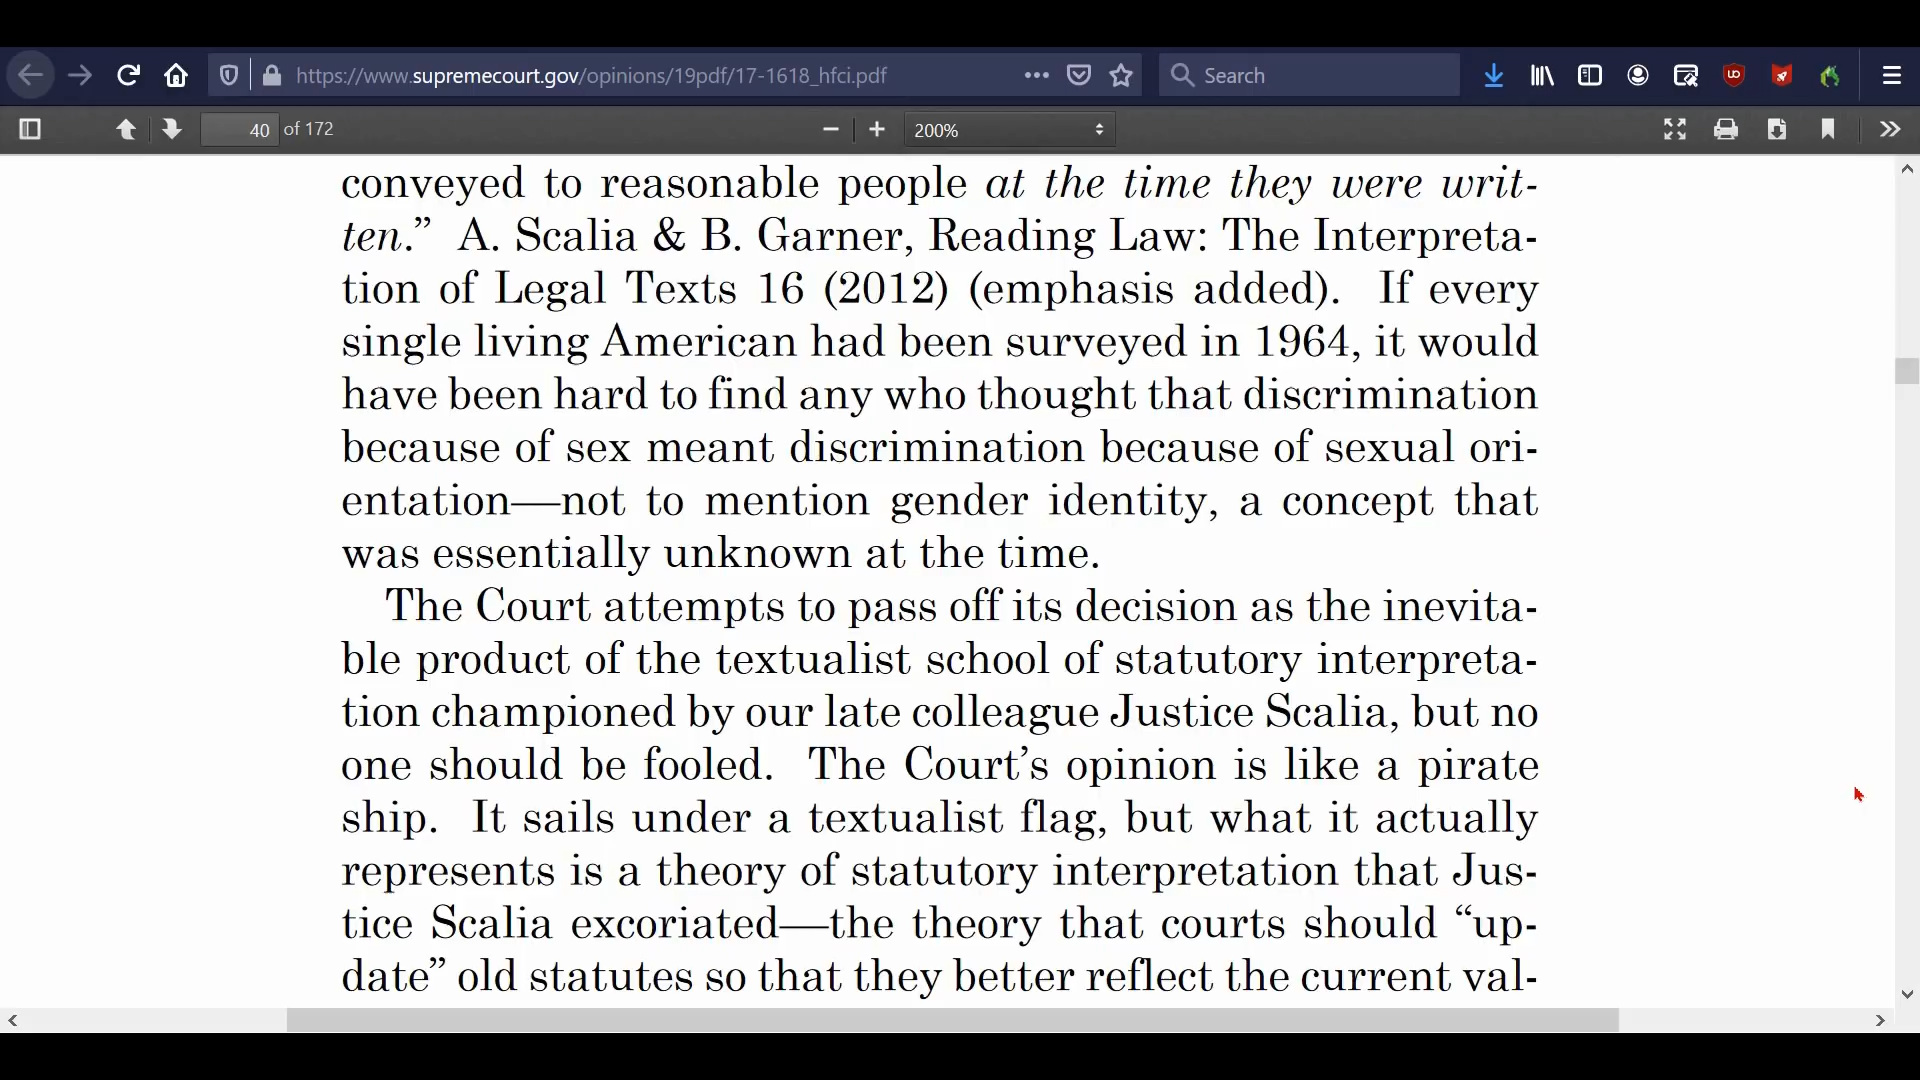 https://www.supremecourt.gov/opinions/19pdf/17-1618_hfci.pdf
Search
40 of 172
200%
conveyed to reasonable people at the time they were writ-
ten.” A. Scalia & B. Garner, Reading Law: The Interpreta-
tion of Legal Texts 16 (2012) (emphasis added). If every
single living American had been surveyed in 1964, it would
have been hard to find any who thought that discrimination
because of sex meant discrimination because of sexual ori-
entation—not to mention gender identity, a concept that
was essentially unknown at the time.
The Court attempts to pass off its decision as the inevita-
ble product of the textualist school of statutory interpreta-
tion championed by our late colleague Justice Scalia, but no
one should be fooled. The Court’s opinion is like a pirate
ship. It sails under a textualist flag, but what it actually
represents is a theory of statutory interpretation that Jus-
tice Scalia excoriated—the theory that courts should “up-
date” old statutes so that they better reflect the current val-